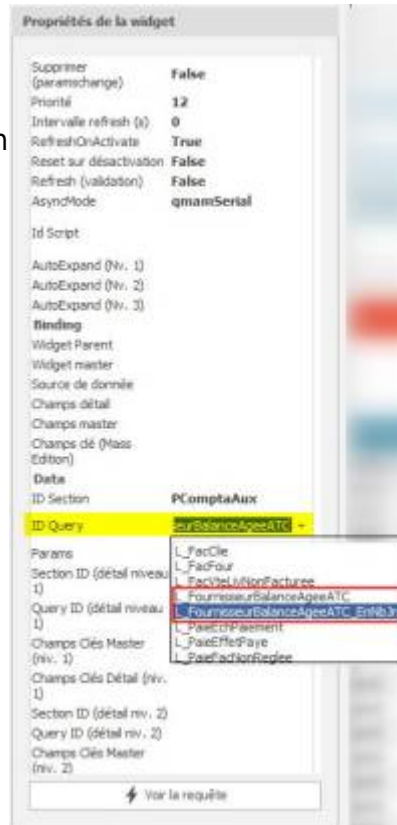 Propriétés de la widget
Supprimer
(paramschange) False
Priorité 12
Intervalle refresh (s) 0
RefreshOnActivate True
Reset sur désactivation False
Refresh (validation) False
AsyncMode qmamSerial
Id Script
AutoExpand (Nv. 1)
AutoExpand (Nv. 2)
AutoExpand (Nv. 3)
Binding
Widget Parent
Widget master
Source de donnée
Champs détail
Champs master
Champs clé (Mass
Edition)
Data
ID Section PComptaAux
ID Query eurBalanceAgeeATC
Params
L_FacClie
L_FacFour
L_FacVteLivNonFacturee
L_FournisseurBalanceAgeeATC
L_FournisseurBalanceAgeeATC_EnNbJr
L_PaieEchPaiement
L_PaieEffetPaye
L_PaieFacNonReglee
Section ID (détail niveau
1)
Query ID (détail niveau
1)
Champs Clés Master
(niv. 1)
Champs Clés Détail (niv.
1)
Section ID (détail niv. 2)
Query ID (détail niv. 2)
Champs Clés Master
(niv. 2)
Voir la requête